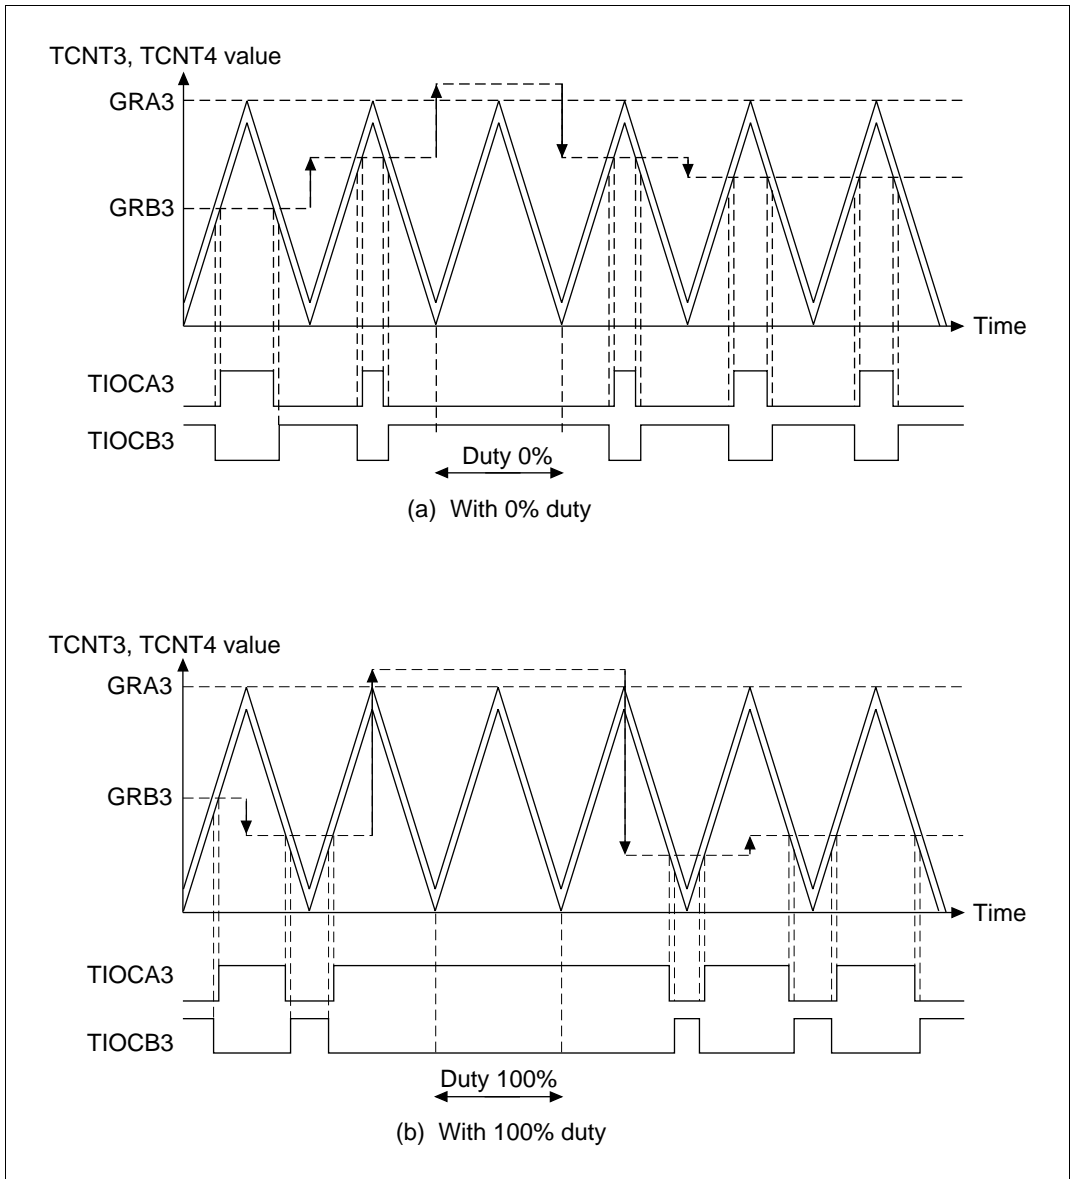 TCNT3, TCNT4 value
GRA3
GRB3
Time
TIOCA3
TIOCB3
Duty 0%
(a) With 0% duty
TCNT3, TCNT4 value
GRA3
GRB3
Time
TIOCA3
TIOCB3
Duty 100%
(b) With 100% duty